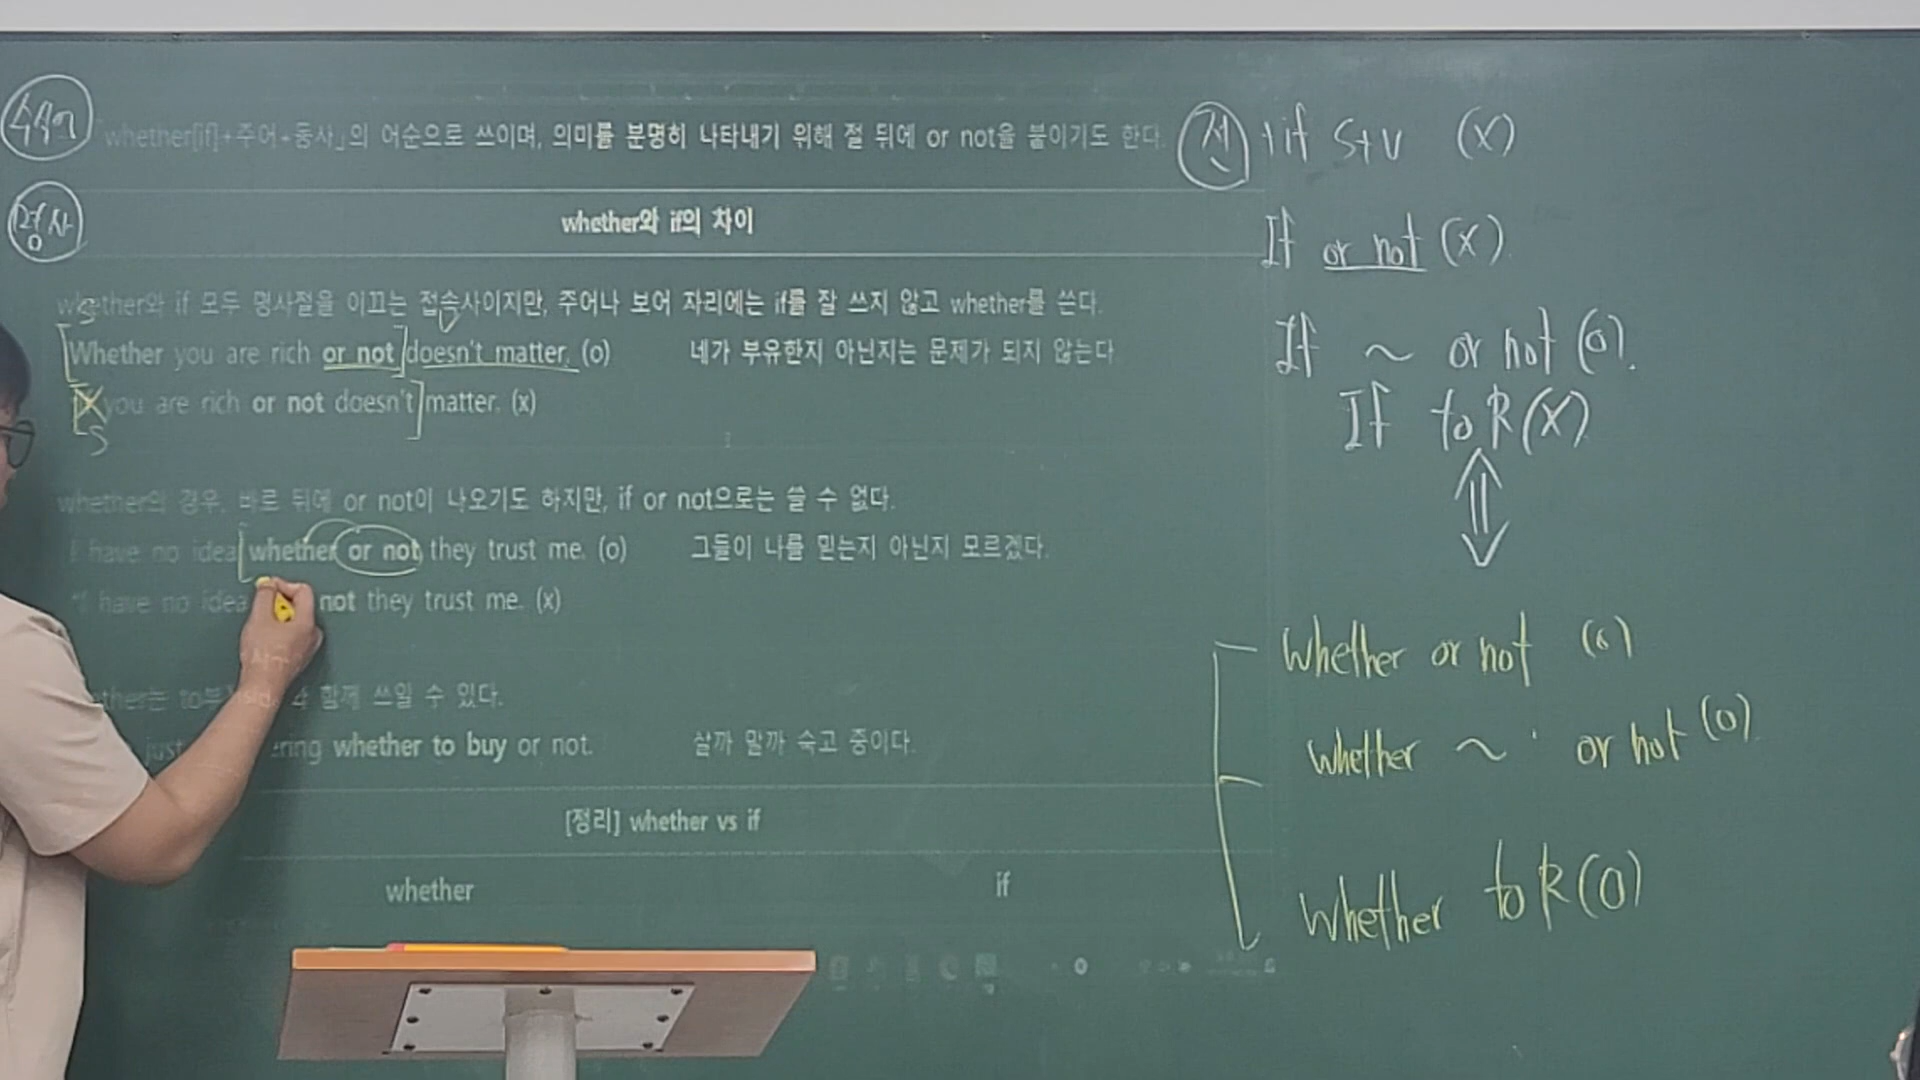 수식어
whether[if]+주어+동사」의 어순으로 쓰이며, 의미를 분명히 나타내기 위해 절 뒤에 or not을 붙이기도 한다.
명사
whether와 if의 차이
whether와 if 모두 명사절을 이끄는 접속사이지만, 주어나 보어 자리에는 if를 잘 쓰지 않고 whether를 쓴다.
S
V
Whether you are rich or not doesn't matter. (o) 네가 부유한지 아닌지는 문제가 되지 않는다
you are rich or not doesn't matter. (x)
S
whether의 경우, 바로 뒤에 or not이 나오기도 하지만, if or not으로는 쓸 수 없다.
I have no idea whether or not they trust me. (o) 그들이 나를 믿는지 아닌지 모르겠다.
*I have no idea not they trust me. (x)
함께 쓰일 수 있다.
just whether to buy or not. 살까 말까 숙고 중이다.
[정리] whether vs if
whether if
전 +if S+V (X)
If or not (X)
If ~ or not (O).
If to R (X)
Whether or not (O)
whether ~ or not (O)
Whether to R (O)